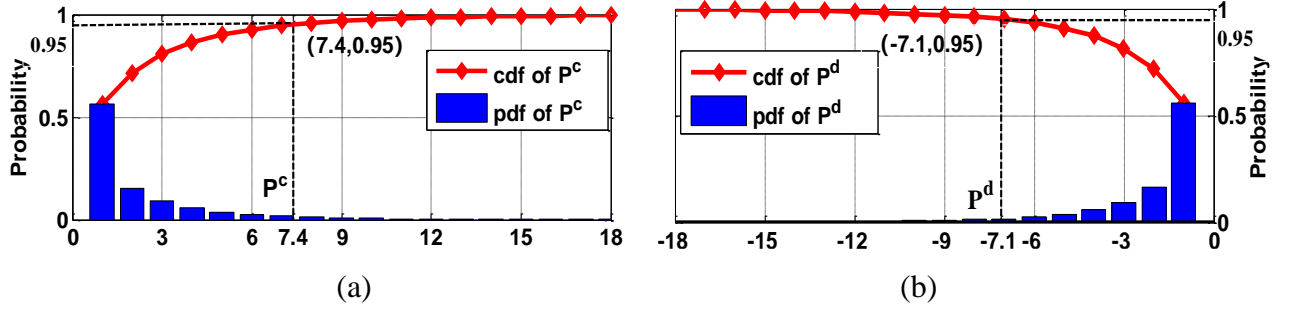 Probability
1
0.95
0.5
0
(7.4,0.95)
cdf of P^c
pdf of P^c
P^c
0 3 6 7.4 9 12 15 18
(a)
1
0.95
0.5
0
Probability
(-7.1,0.95)
cdf of P^d
pdf of P^d
P^d
-18 -15 -12 -9 -7.1 -6 -3 0
(b)